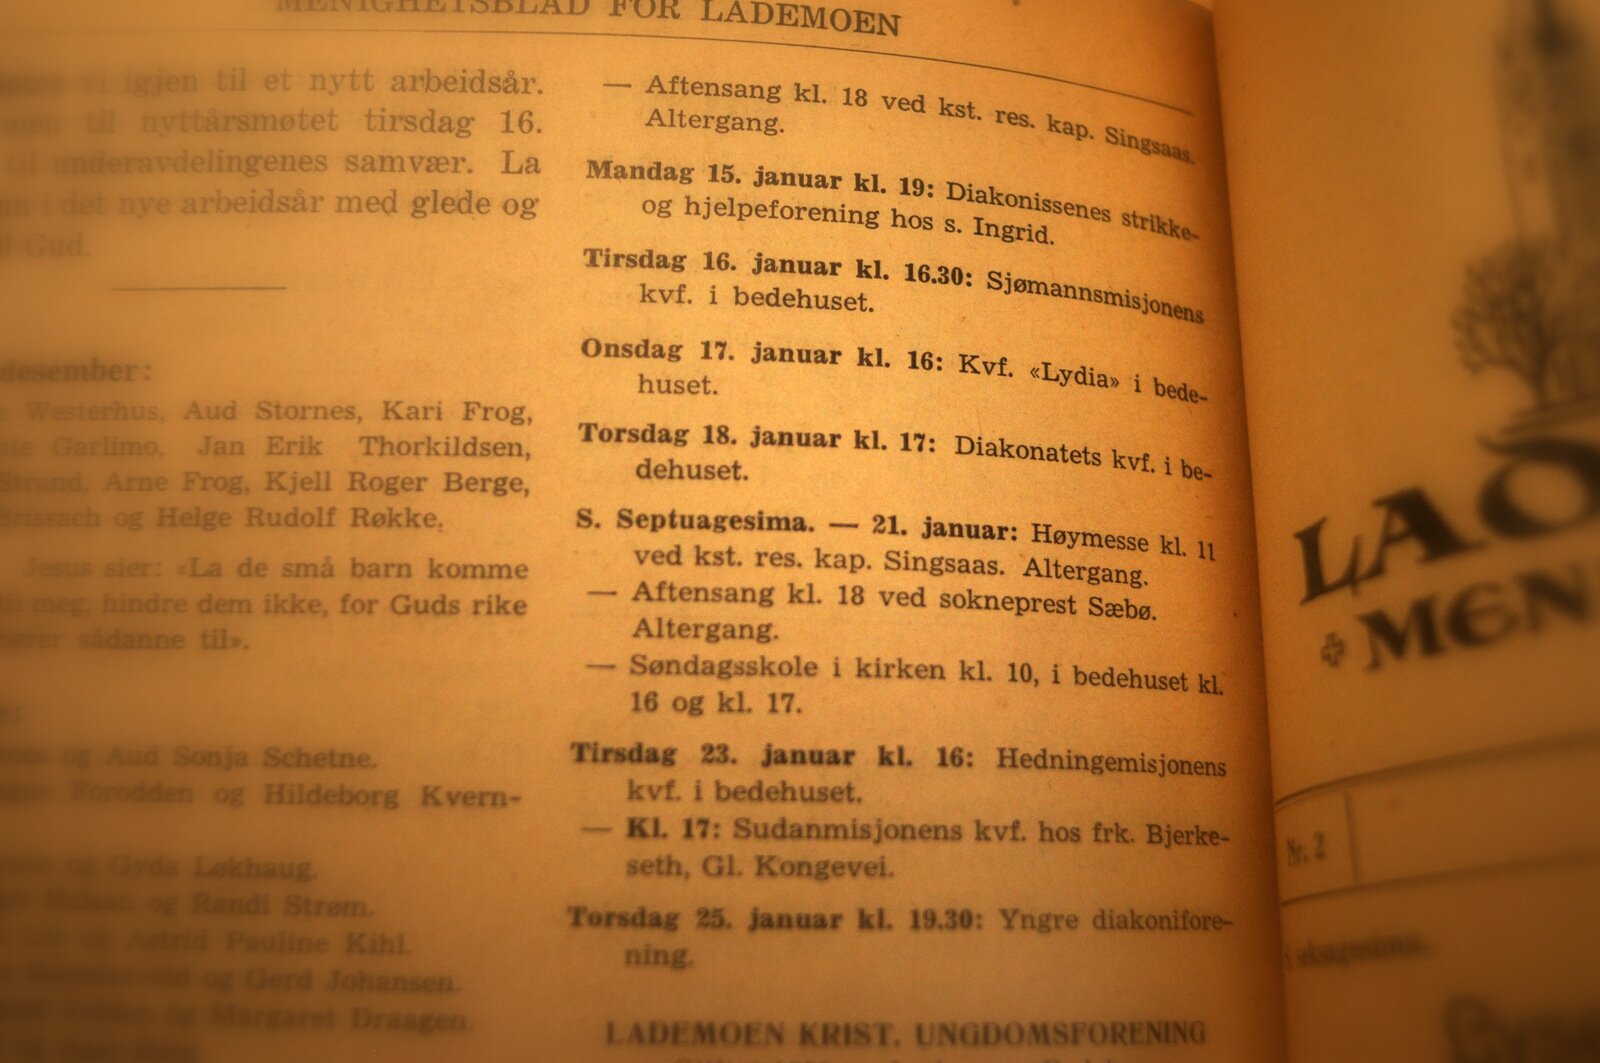 MENIGHETSBLAD FOR LADEMOEN
vi igjen til et nytt arbeidsår.
men til nyttårsmøtet tirsdag 16.
til underavdelingenes samvær. La
i det nye arbeidsår med glede og
Gud.
desember:
Westerhus, Aud Stornes, Kari Frog,
Garlimo, Jan Erik Thorkildsen,
Strand, Arne Frog, Kjell Roger Berge,
Brissach og Helge Rudolf Røkke.
Jesus sier: «La de små barn komme
til meg, hindre dem ikke, for Guds rike
hører sådanne til».
og Aud Sonja Schetne.
Forodden og Hildeborg Kvern-
og Gyda Løkhaug.
og Randi Strøm.
og Astrid Pauline Kihl.
og Gerd Johansen.
og Margaret Draagen.
— Aftensang kl. 18 ved kst. res. kap. Singsaas.
Altergang.
Mandag 15. januar kl. 19: Diakonissenes strikke-
og hjelpeforening hos s. Ingrid.
Tirsdag 16. januar kl. 16.30: Sjømannsmisjonens
kvf. i bedehuset.
Onsdag 17. januar kl. 16: Kvf. «Lydia» i bede-
huset.
Torsdag 18. januar kl. 17: Diakonatets kvf. i be-
dehuset.
S. Septuagesima. — 21. januar: Høymesse kl. 11
ved kst. res. kap. Singsaas. Altergang.
— Aftensang kl. 18 ved sokneprest Sæbø.
Altergang.
— Søndagsskole i kirken kl. 10, i bedehuset kl.
16 og kl. 17.
Tirsdag 23. januar kl. 16: Hedningemisjonens
kvf. i bedehuset.
— Kl. 17: Sudanmisjonens kvf. hos frk. Bjerke-
seth, Gl. Kongevei.
Torsdag 25. januar kl. 19.30: Yngre diakonifore-
ning.
LADEMOEN KRIST. UNGDOMSFORENING
LAD
MEN
Nr. 2